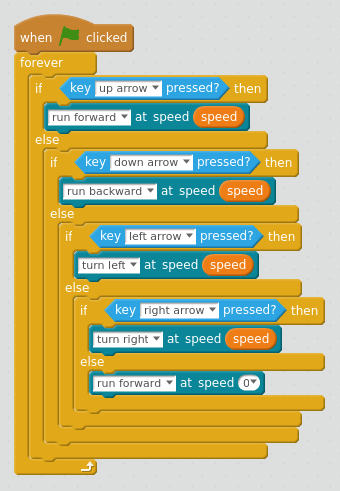 when clicked
forever
if key up arrow pressed? then
run forward at speed speed
else
if key down arrow pressed? then
run backward at speed speed
else
if key left arrow pressed? then
turn left at speed speed
else
if key right arrow pressed? then
turn right at speed speed
else
run forward at speed 0